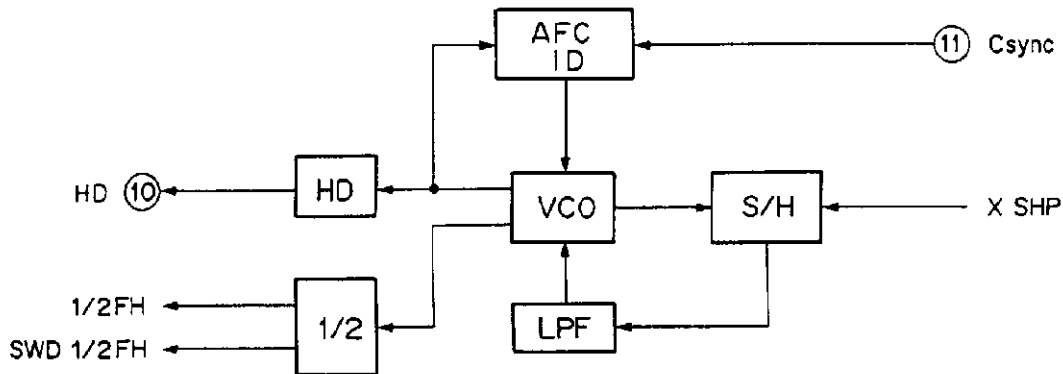 AFC
ID
11 Csync
HD 10
HD
VCO
S/H
X SHP
1/2FH
SWD 1/2FH
1/2
LPF